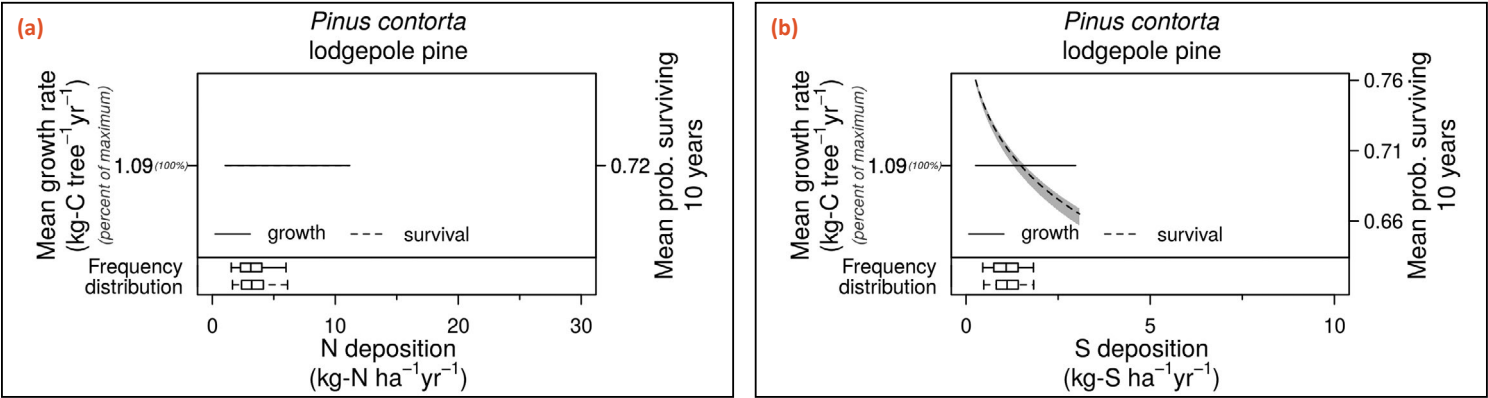 (a)
Pinus contorta
lodgepole pine
Mean growth rate
(kg-C tree⁻¹yr⁻¹)
(percent of maximum)
1.09(100%)
0.72
Mean prob. surviving
10 years
growth
survival
Frequency
distribution
0 10 20 30
N deposition
(kg-N ha⁻¹yr⁻¹)
(b)
Pinus contorta
lodgepole pine
Mean growth rate
(kg-C tree⁻¹yr⁻¹)
(percent of maximum)
1.09(100%)
0.76
0.71
0.66
Mean prob. surviving
10 years
growth
survival
Frequency
distribution
0 5 10
S deposition
(kg-S ha⁻¹yr⁻¹)